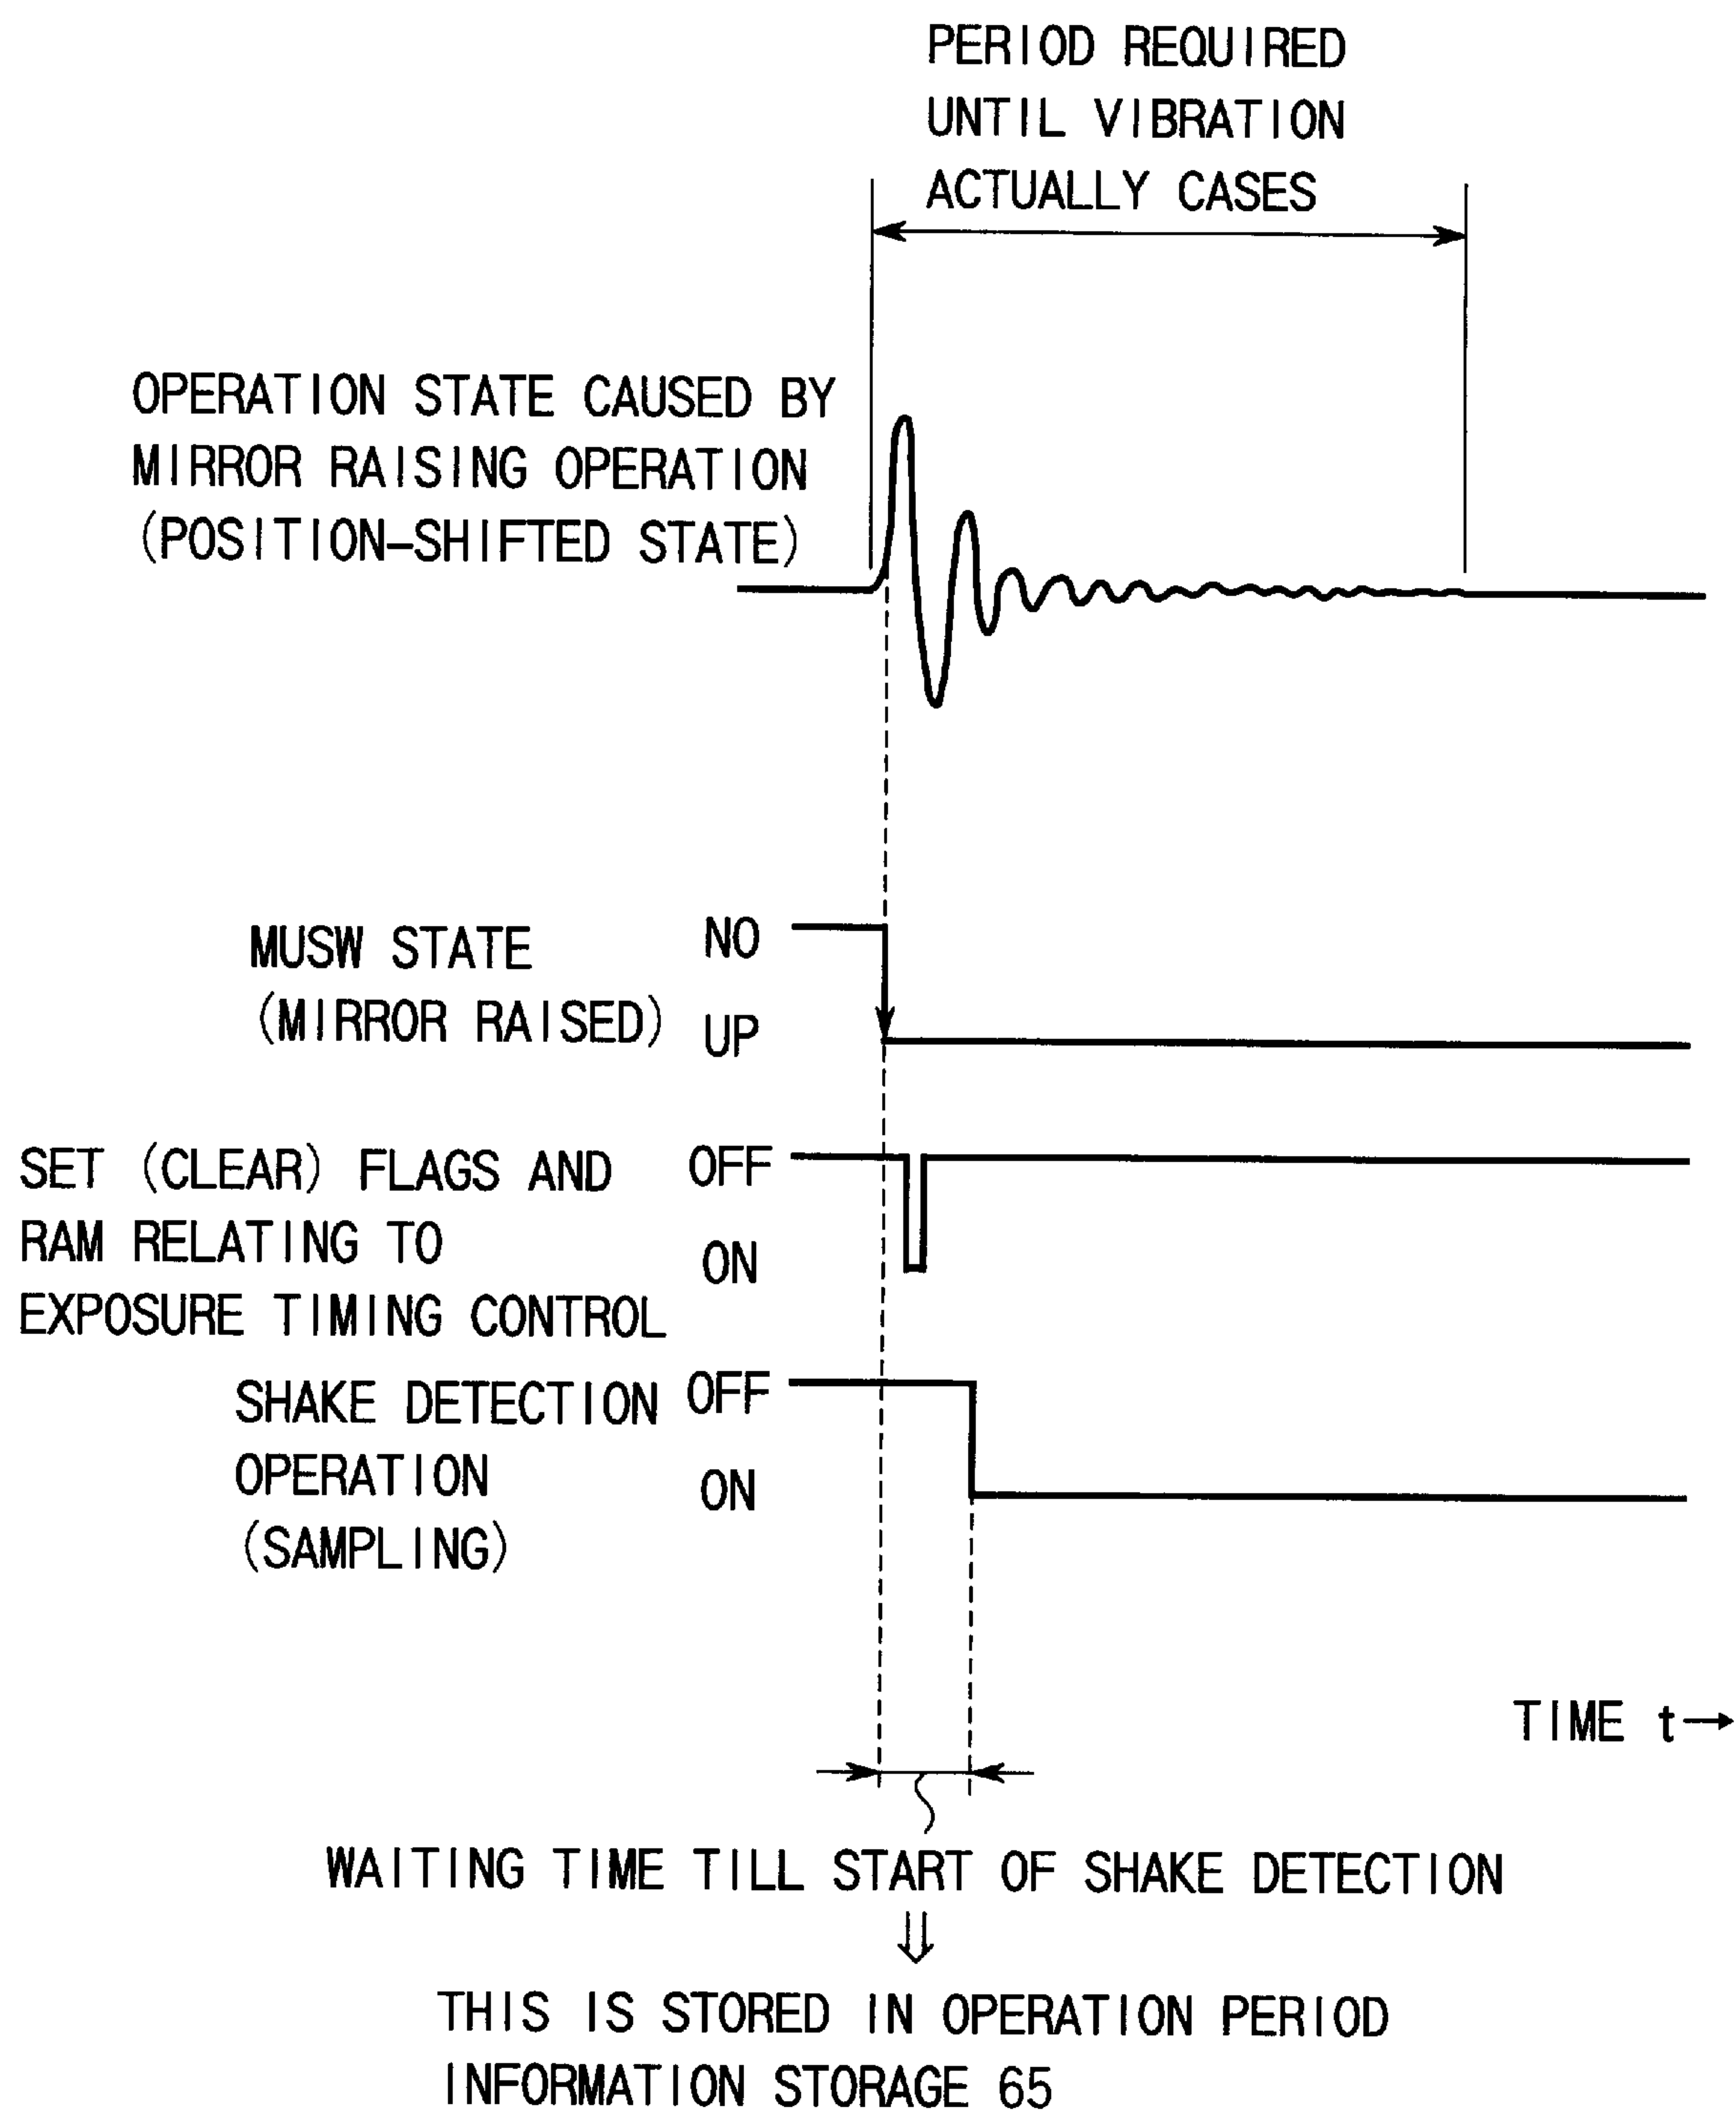 PERIOD REQUIRED
UNTIL VIBRATION
ACTUALLY CASES
OPERATION STATE CAUSED BY
MIRROR RAISING OPERATION
(POSITION-SHIFTED STATE)
MUSW STATE
(MIRROR RAISED)
NO
UP
SET (CLEAR) FLAGS AND
RAM RELATING TO
EXPOSURE TIMING CONTROL
OFF
ON
SHAKE DETECTION
OPERATION
(SAMPLING)
OFF
ON
TIME t→
WAITING TIME TILL START OF SHAKE DETECTION
⇓
THIS IS STORED IN OPERATION PERIOD
INFORMATION STORAGE 65